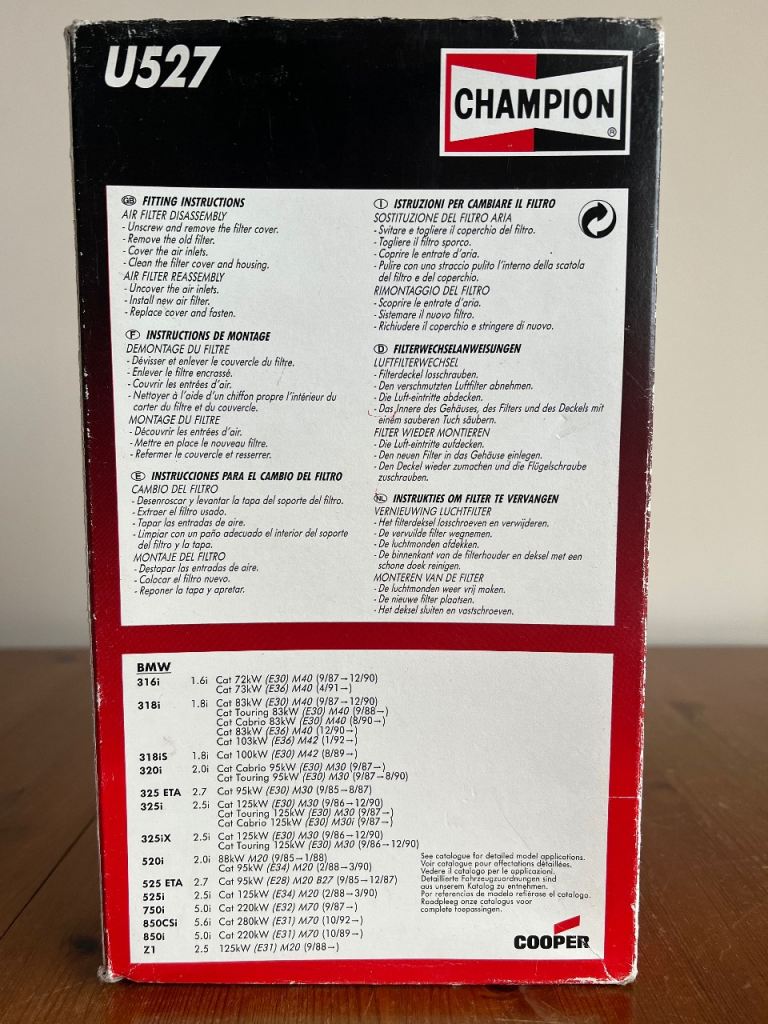 U527
CHAMPION
®
GB FITTING INSTRUCTIONS
AIR FILTER DISASSEMBLY
- Unscrew and remove the filter cover.
- Remove the old filter.
- Cover the air inlets.
- Clean the filter cover and housing.
AIR FILTER REASSEMBLY
- Uncover the air inlets.
- Install new air filter.
- Replace cover and fasten.
F INSTRUCTIONS DE MONTAGE
DEMONTAGE DU FILTRE
- Dévisser et enlever le couvercle du filtre.
- Enlever le filtre encrassé.
- Couvrir les entrées d'air.
- Nettoyer à l'aide d'un chiffon propre l'intérieur du
carter du filtre et du couvercle.
MONTAGE DU FILTRE
- Découvrir les entrées d'air.
- Mettre en place le nouveau filtre.
- Refermer le couvercle et resserrer.
E INSTRUCCIONES PARA EL CAMBIO DEL FILTRO
CAMBIO DEL FILTRO
- Desenroscar y levantar la tapa del soporte del filtro.
- Extraer el filtro usado.
- Tapar las entradas de aire.
- Limpiar con un paño adecuado el interior del soporte
del filtro y la tapa.
MONTAJE DEL FILTRO
- Destapar las entradas de aire.
- Colocar el filtro nuevo.
- Reponer la tapa y apretar.
I ISTRUZIONI PER CAMBIARE IL FILTRO
SOSTITUZIONE DEL FILTRO ARIA
- Svitare e togliere il coperchio del filtro.
- Togliere il filtro sporco.
- Coprire le entrate d'aria.
- Pulire con uno straccio pulito l'interno della scatola
del filtro e del coperchio.
RIMONTAGGIO DEL FILTRO
- Scoprire le entrate d'aria.
- Sistemare il nuovo filtro.
- Richiudere il coperchio e stringere di nuovo.
D FILTERWECHSELANWEISUNGEN
LUFTFILTERWECHSEL
- Filterdeckel losschrauben.
- Den verschmutzten Luftfilter abnehmen.
- Die Luft-eintritte abdecken.
- Das Innere des Gehäuses, des Filters und des Deckels mit
einem sauberen Tuch säubern.
FILTER WIEDER MONTIEREN
- Die Luft-eintritte aufdecken.
- Den neuen Filter in das Gehäuse einlegen.
- Den Deckel wieder zumachen und die Flügelschraube
zuschrauben.
NL INSTRUKTIES OM FILTER TE VERVANGEN
VERNIEUWING LUCHTFILTER
- Het filterdeksel losschroeven en verwijderen.
- De vervuilde filter wegnemen.
- De luchtmonden afdekken.
- De binnenkant van de filterhouder en deksel met een
schone doek reinigen.
MONTEREN VAN DE FILTER
- De luchtmonden weer vrij maken.
- De nieuwe filter plaatsen.
- Het deksel sluiten en vastschroeven.
BMW
316i 1.6i Cat 72kW (E30) M40 (9/87→12/90)
Cat 73kW (E36) M40 (4/91→)
318i 1.8i Cat 83kW (E30) M40 (9/87→12/90)
Cat Touring 83kW (E30) M40 (9/88→)
Cat Cabrio 83kW (E30) M40 (8/90→)
Cat 83kW (E36) M40 (12/90→)
Cat 103kW (E36) M42 (1/92→)
318iS 1.8i Cat 100kW (E30) M42 (8/89→)
320i 2.0i Cat Cabrio 95kW (E30) M30 (9/87→)
Cat Touring 95kW (E30) M30 (9/87→8/90)
325 ETA 2.7 Cat 95kW (E30) M30 (9/85→8/87)
325i 2.5i Cat 125kW (E30) M30 (9/86→12/90)
Cat Touring 125kW (E30) M30 (9/87→)
Cat Cabrio 125kW (E30) M30i (9/87→)
325iX 2.5i Cat 125kW (E30) M30 (9/86→12/90)
Cat Touring 125kW (E30) M30 (9/86→12/90)
520i 2.0i 88kW M20 (9/85→1/88)
Cat 95kW (E34) M20 (2/88→3/90)
525 ETA 2.7 Cat 95kW (E28) M20 B27 (9/85→12/87)
525i 2.5i Cat 125kW (E34) M20 (2/88→3/90)
750i 5.0i Cat 220kW (E32) M70 (9/87→)
850CSi 5.6i Cat 280kW (E31) M70 (10/92→)
850i 5.0i Cat 220kW (E31) M70 (10/89→)
Z1 2.5 125kW (E31) M20 (9/88→)
See catalogue for detailed model applications.
Voir catalogue pour affectations détaillées.
Vedere il catalogo per le applicazioni.
Detaillierte Fahrzeugzuordnungen sind
aus unserem Katalog zu entnehmen.
Por referencias de modelo refiérose el catalogo.
Raadpleeg onze catalogus voor
complete toepassingen.
COOPER